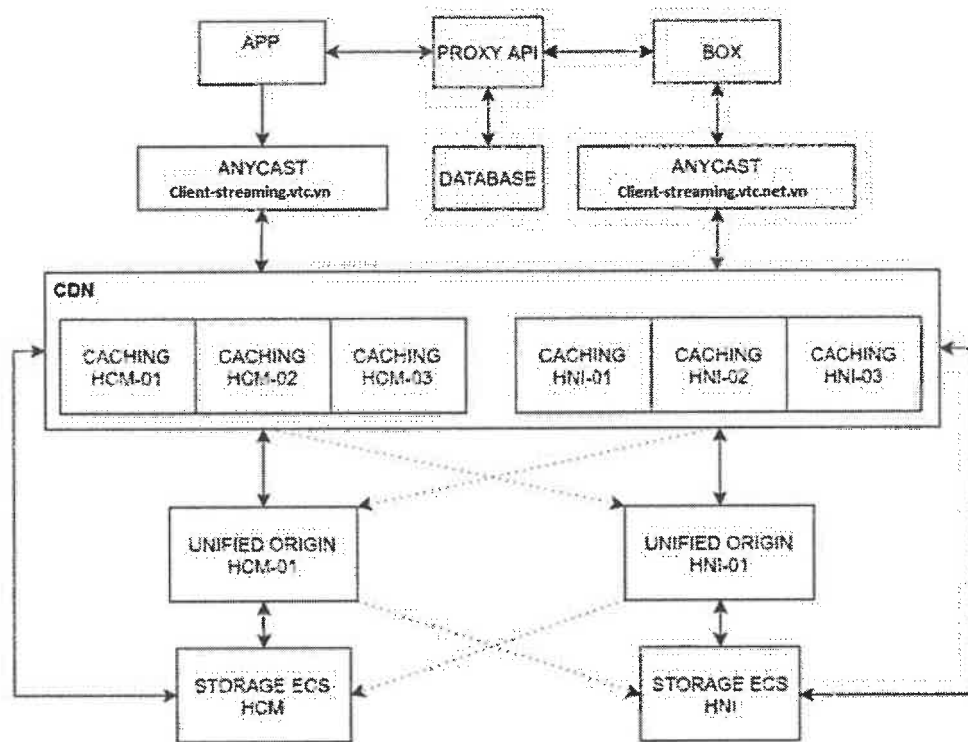 APP
PROXY API
BOX
ANYCAST
Client-streaming.vtc.vn
DATABASE
ANYCAST
Client-streaming.vtc.net.vn
CDN
CACHING
HCM-01
CACHING
HCM-02
CACHING
HCM-03
CACHING
HNI-01
CACHING
HNI-02
CACHING
HNI-03
UNIFIED ORIGIN
HCM-01
UNIFIED ORIGIN
HNI-01
STORAGE ECS
HCM
STORAGE ECS
HNI